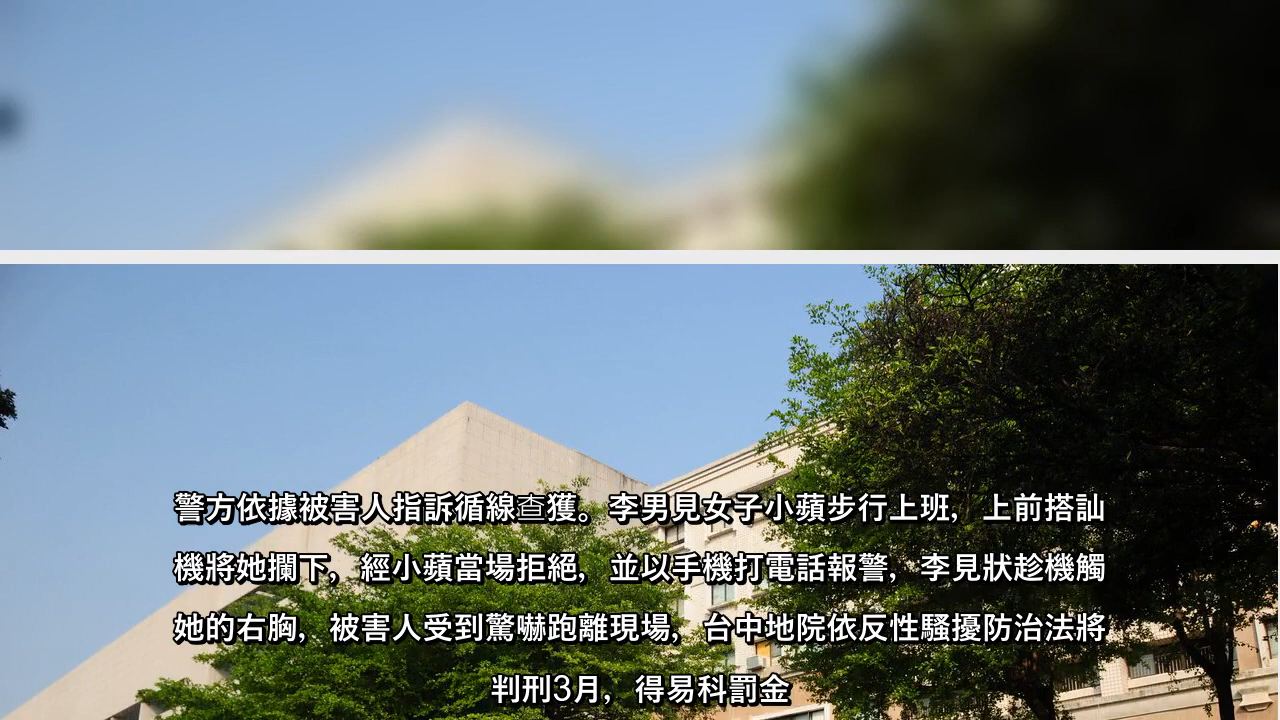 警方依據被害人指訴循線查獲。李男見女子小蘋步行上班，上前搭訕
機將她攔下，經小蘋當場拒絕，並以手機打電話報警，李見狀趁機觸
她的右胸，被害人受到驚嚇跑離現場，台中地院依反性騷擾防治法將
判刑3月，得易科罰金